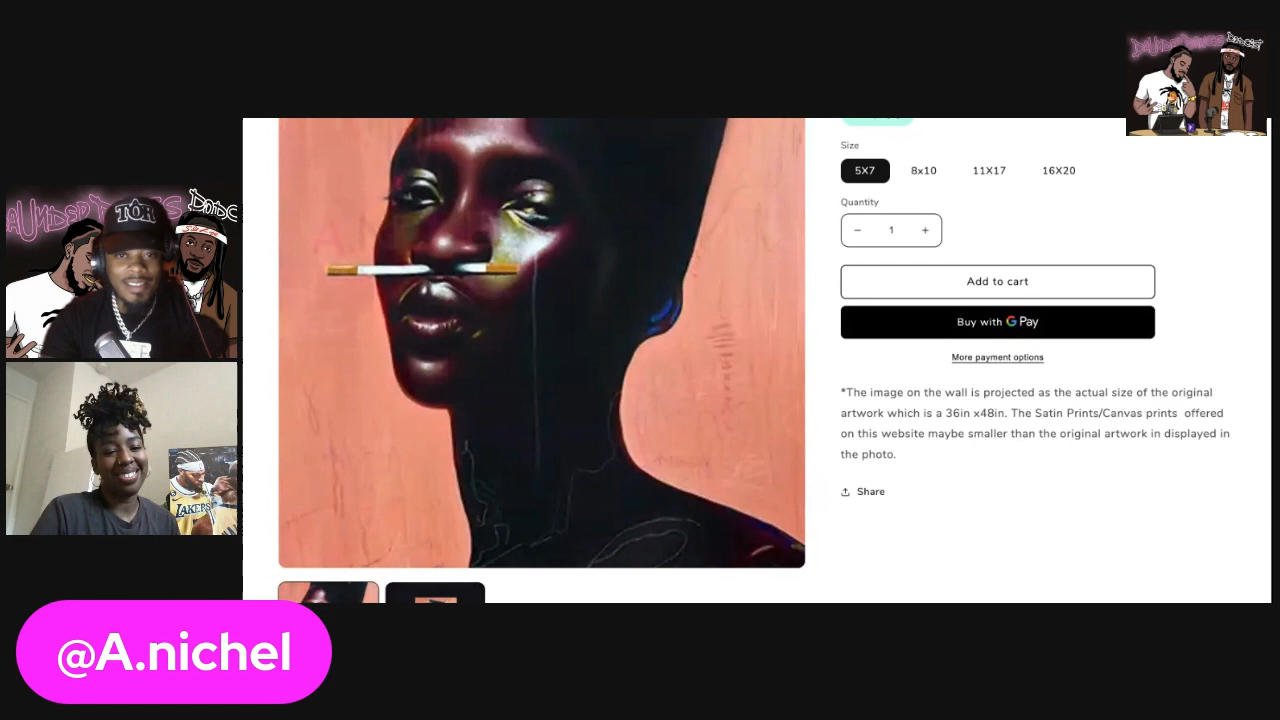 Size
5X7
8x10
11X17
16X20
Quantity
− 1 +
Add to cart
Buy with G Pay
More payment options
*The image on the wall is projected as the actual size of the original
artwork which is a 36in x48in. The Satin Prints/Canvas prints offered
on this website maybe smaller than the original artwork in displayed in
the photo.
Share
TOH
LAKERS
@A.nichel